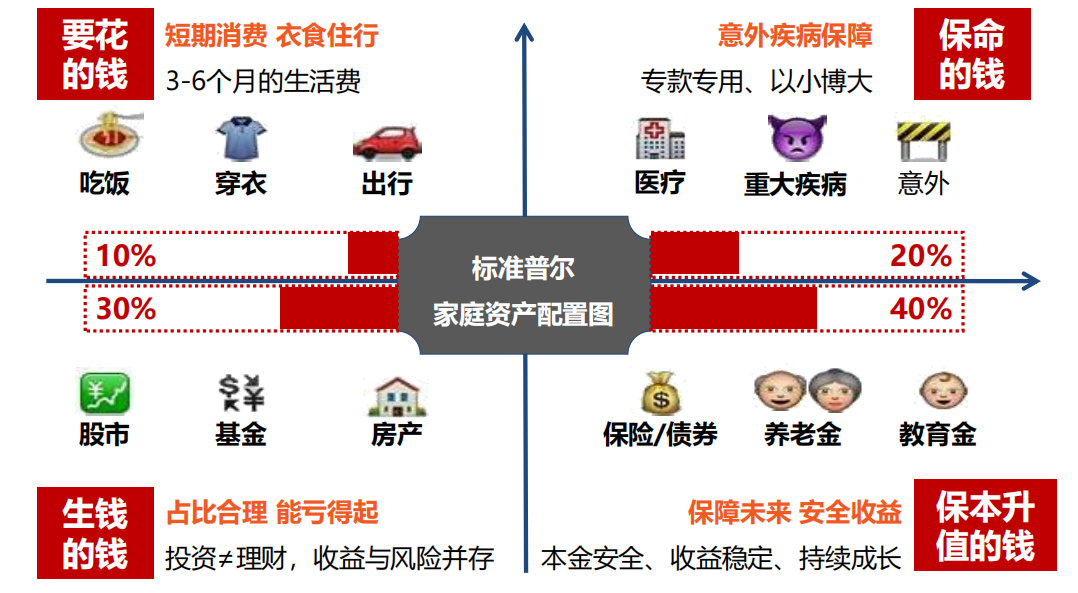 要花
的钱
短期消费 衣食住行
3-6个月的生活费
吃饭
穿衣
出行
意外疾病保障
专款专用、以小博大
保命
的钱
医疗
重大疾病
意外
10%
20%
标准普尔
家庭资产配置图
30%
40%
股市
基金
房产
保险/债券
养老金
教育金
生钱
的钱
占比合理 能亏得起
投资≠理财，收益与风险并存
保障未来 安全收益
本金安全、收益稳定、持续成长
保本升
值的钱